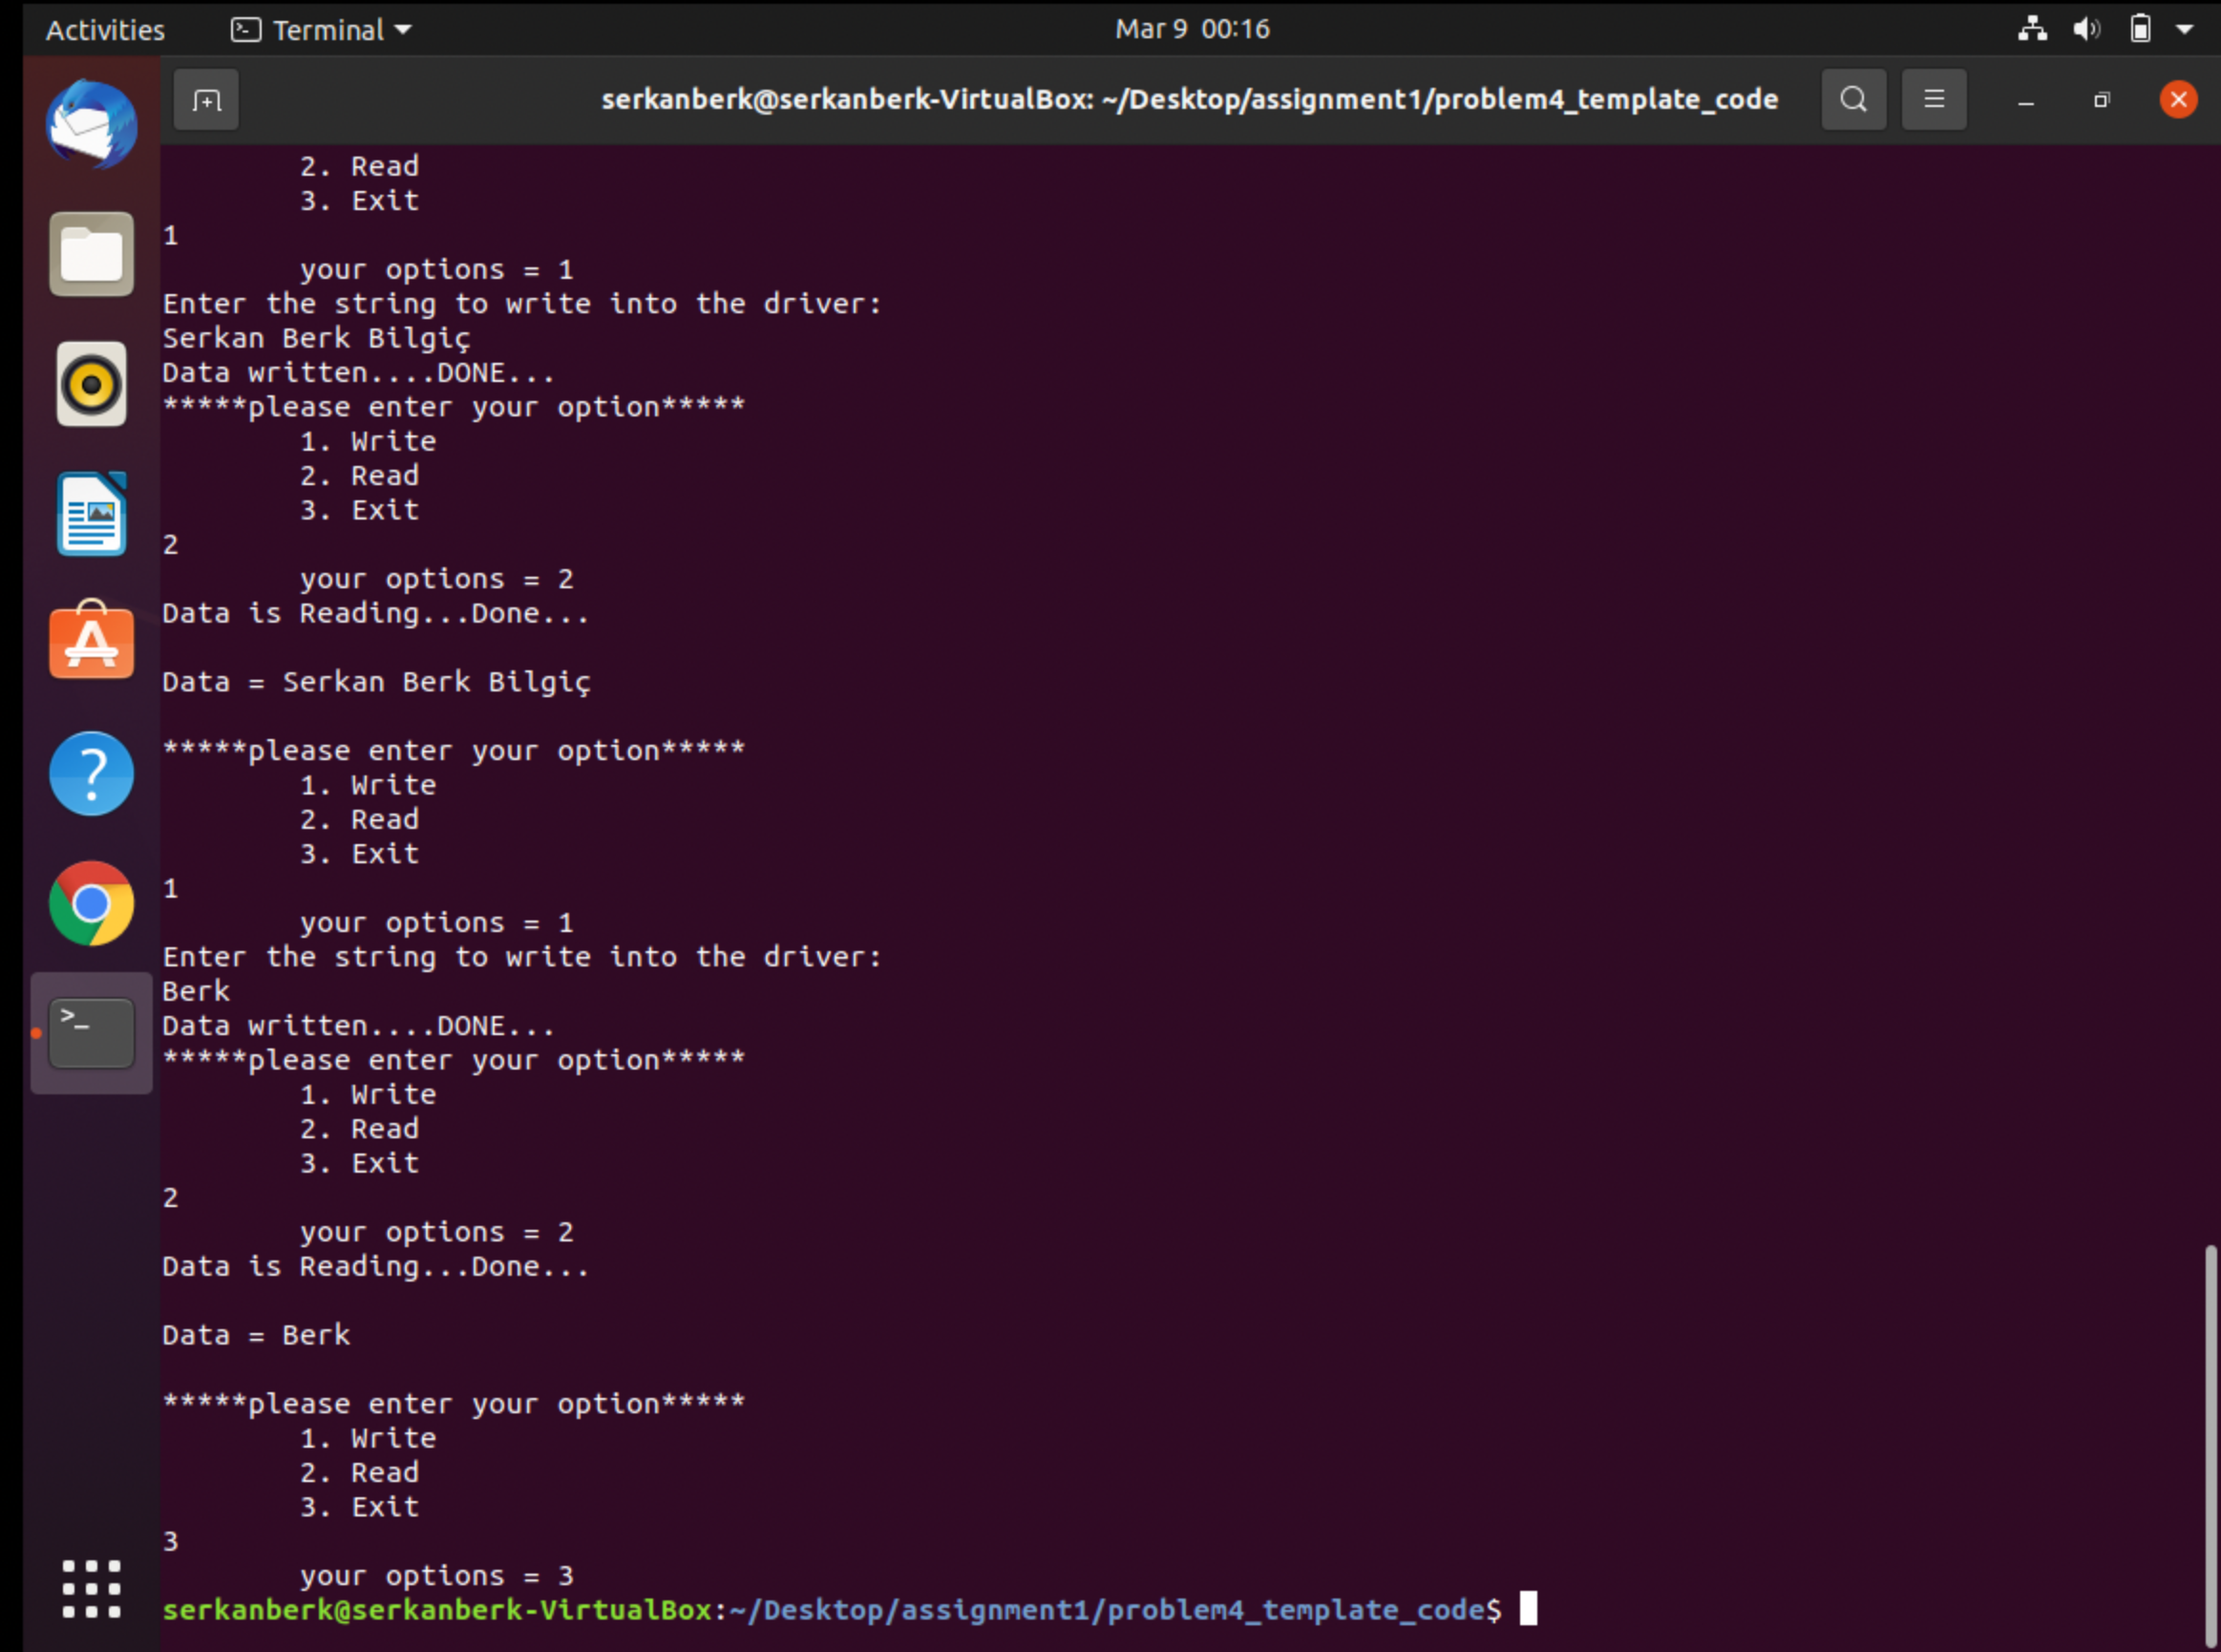 Activities Terminal Mar 9 00:16
serkanberk@serkanberk-VirtualBox: ~/Desktop/assignment1/problem4_template_code
2. Read
3. Exit
1
your options = 1
Enter the string to write into the driver:
Serkan Berk Bilgiç
Data written....DONE...
*****please enter your option*****
1. Write
2. Read
3. Exit
2
your options = 2
Data is Reading...Done...
Data = Serkan Berk Bilgiç
*****please enter your option*****
1. Write
2. Read
3. Exit
1
your options = 1
Enter the string to write into the driver:
Berk
Data written....DONE...
*****please enter your option*****
1. Write
2. Read
3. Exit
2
your options = 2
Data is Reading...Done...
Data = Berk
*****please enter your option*****
1. Write
2. Read
3. Exit
3
your options = 3
serkanberk@serkanberk-VirtualBox:~/Desktop/assignment1/problem4_template_code$